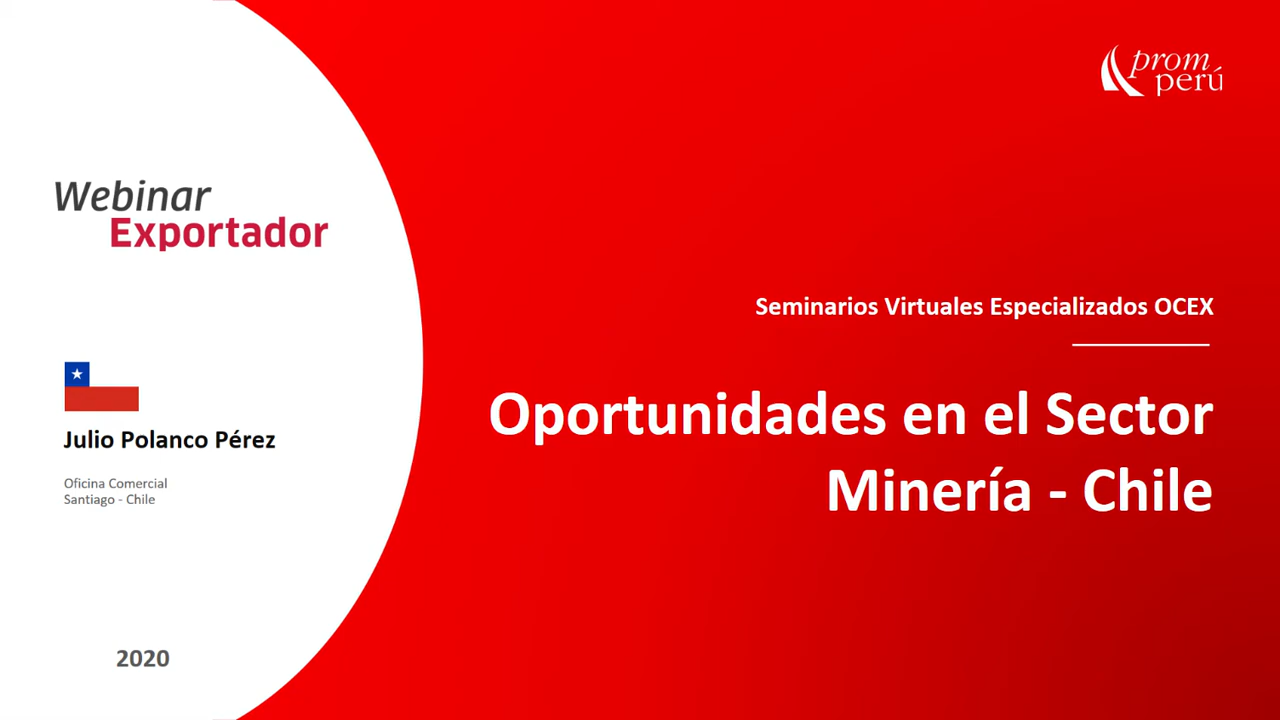 prom
perú
Webinar
Exportador
Seminarios Virtuales Especializados OCEX
Oportunidades en el Sector
Minería - Chile
Julio Polanco Pérez
Oficina Comercial
Santiago - Chile
2020